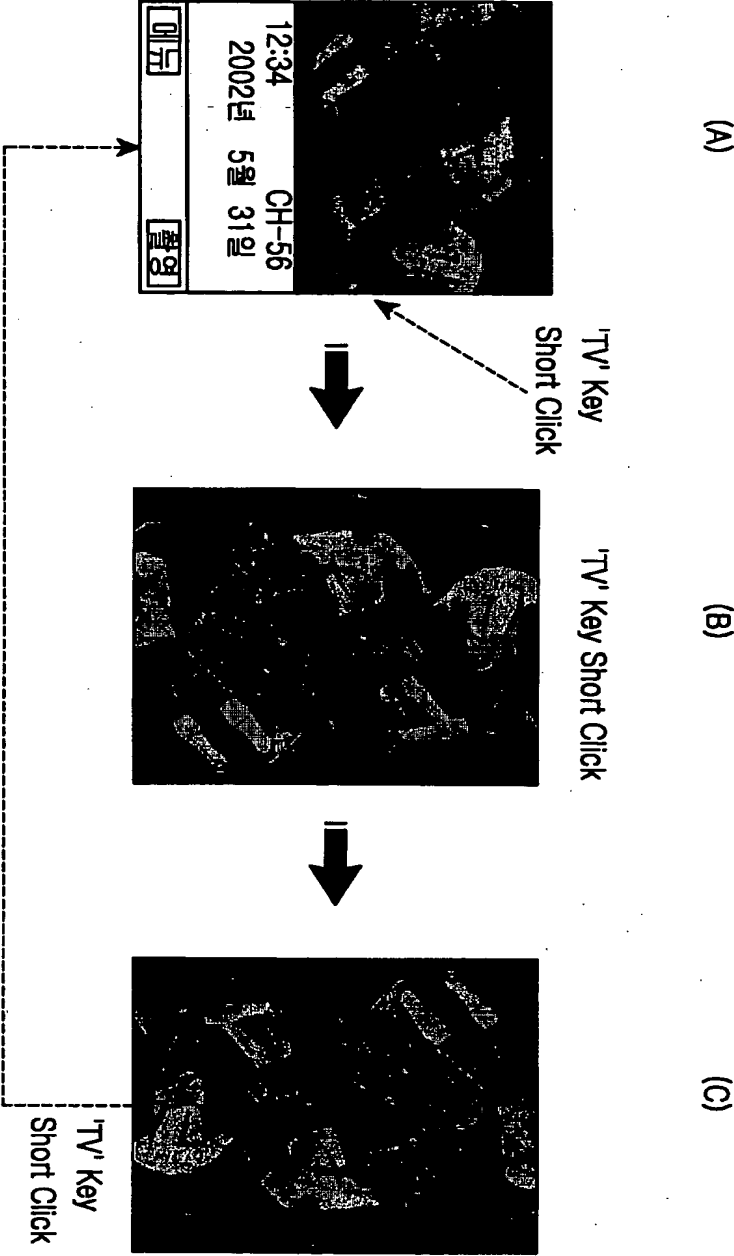 (A)
12:34 CH-56
2002년 5월 31일
메뉴 촬영
'TV' Key
Short Click
(B)
'TV' Key Short Click
(C)
'TV' Key
Short Click